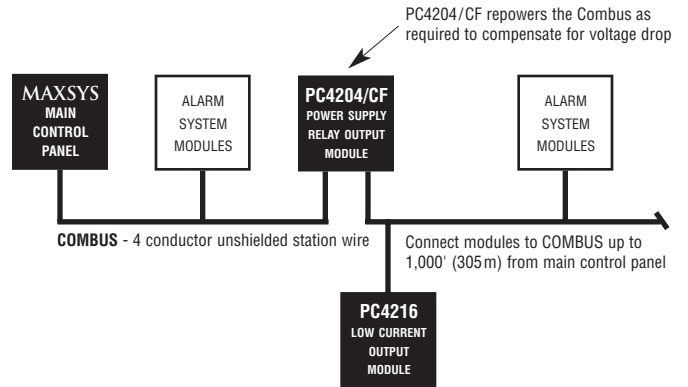 PC4204/CF repowers the Combus as
required to compensate for voltage drop
MAXSYS
MAIN
CONTROL
PANEL
ALARM
SYSTEM
MODULES
PC4204/CF
POWER SUPPLY
RELAY OUTPUT
MODULE
ALARM
SYSTEM
MODULES
COMBUS - 4 conductor unshielded station wire
Connect modules to COMBUS up to
1,000' (305m) from main control panel
PC4216
LOW CURRENT
OUTPUT
MODULE